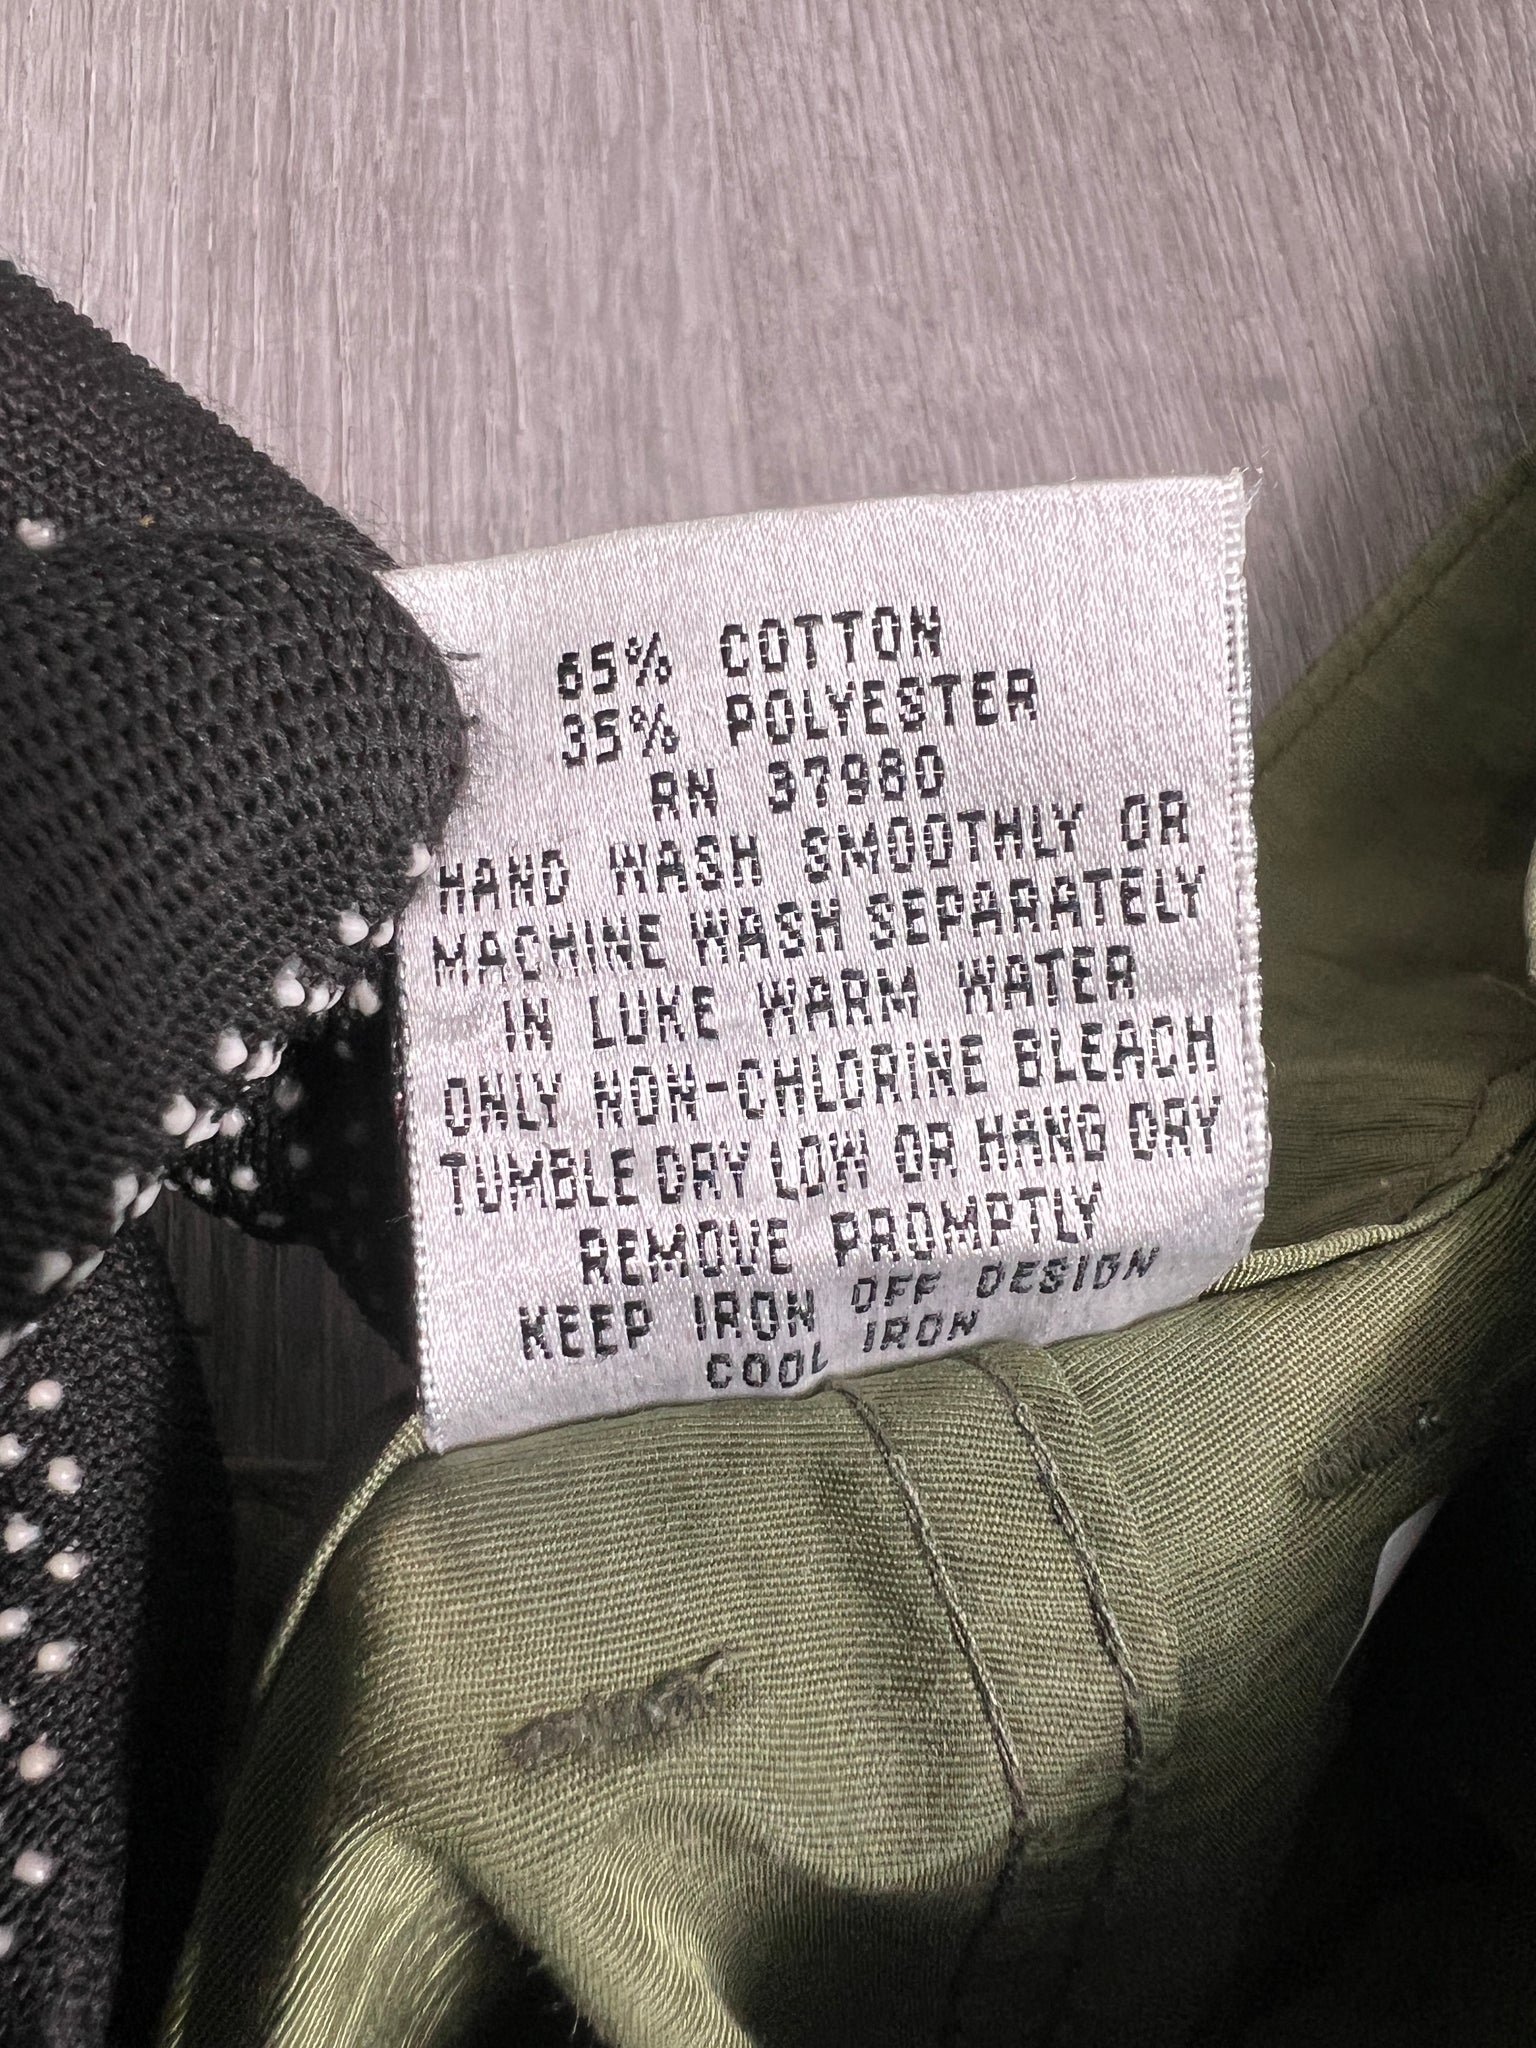 65% COTTON
35% POLYESTER
RN 37980
HAND WASH SMOOTHLY OR
MACHINE WASH SEPARATELY
IN LUKE WARM WATER
ONLY NON-CHLORINE BLEACH
TUMBLE DRY LOW OR HANG DRY
REMOVE PROMPTLY
KEEP IRON OFF DESIGN
COOL IRON